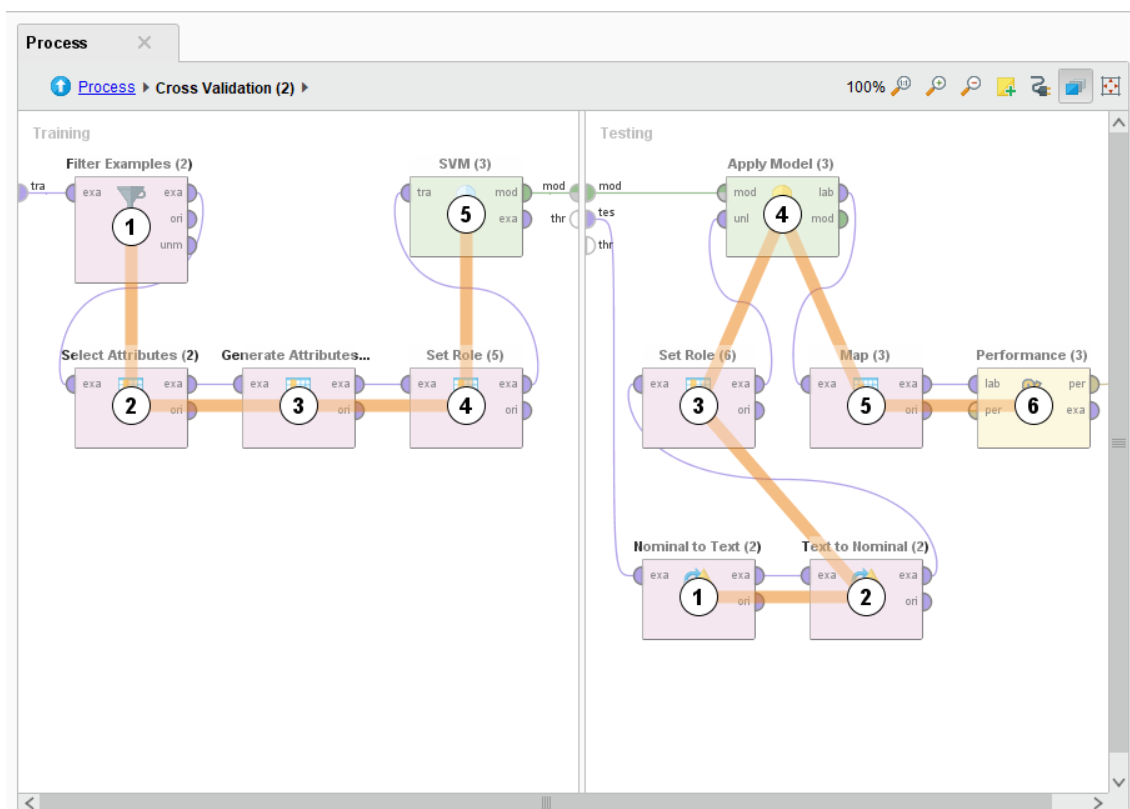 Process
Process Cross Validation (2)
100%
Training
Filter Examples (2)
tra
exa
exa
ori
unm
1
SVM (3)
tra
mod
exa
5
mod
thr
Select Attributes (2)
exa
exa
ori
2
Generate Attributes...
exa
exa
ori
3
Set Role (5)
exa
exa
ori
4
Testing
mod
tes
thr
Apply Model (3)
mod
lab
unl
mod
4
Set Role (6)
exa
exa
ori
3
Map (3)
exa
exa
ori
5
Performance (3)
lab
per
per
exa
6
Nominal to Text (2)
exa
exa
ori
1
Text to Nominal (2)
exa
exa
ori
2